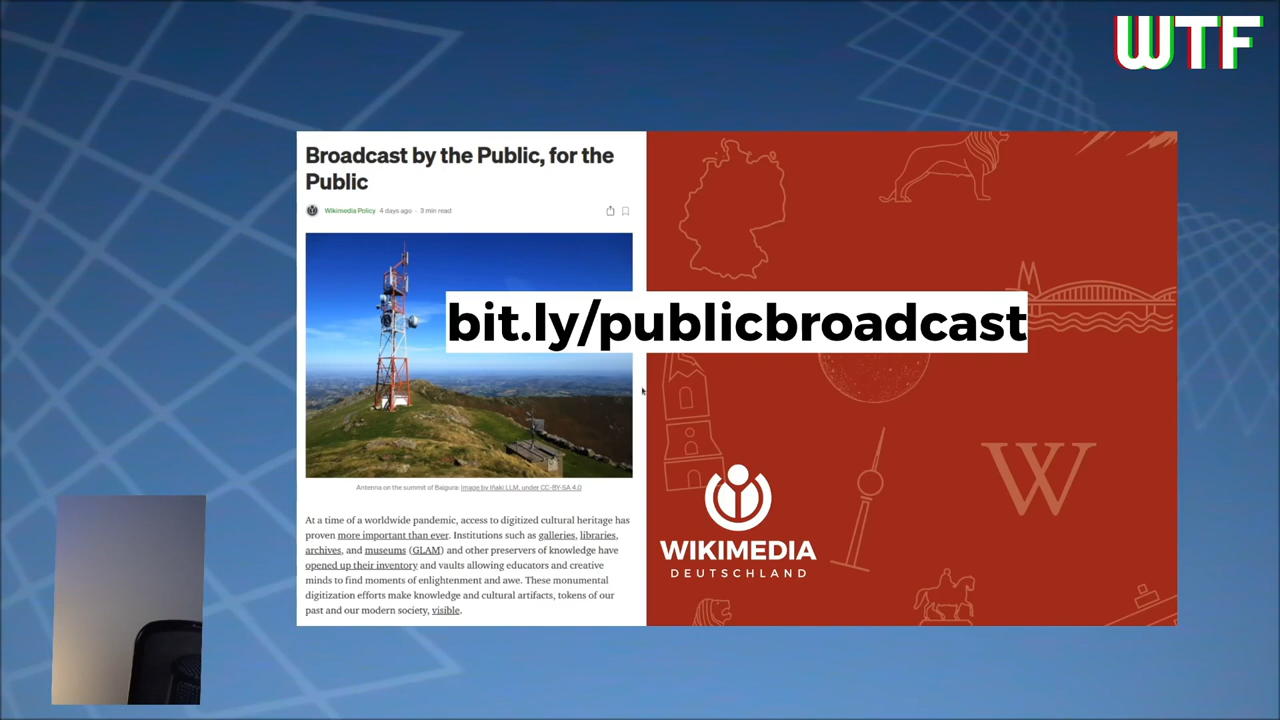 WTF
Broadcast by the Public, for the
Public
Wikimedia Policy 4 days ago · 3 min read
bit.ly/publicbroadcast
Antenna on the summit of Baigura: Image by Iñaki LLM, under CC-BY-SA 4.0
At a time of a worldwide pandemic, access to digitized cultural heritage has
proven more important than ever. Institutions such as galleries, libraries,
archives, and museums (GLAM) and other preservers of knowledge have
opened up their inventory and vaults allowing educators and creative
minds to find moments of enlightenment and awe. These monumental
digitization efforts make knowledge and cultural artifacts, tokens of our
past and our modern society, visible.
W
WIKIMEDIA
DEUTSCHLAND